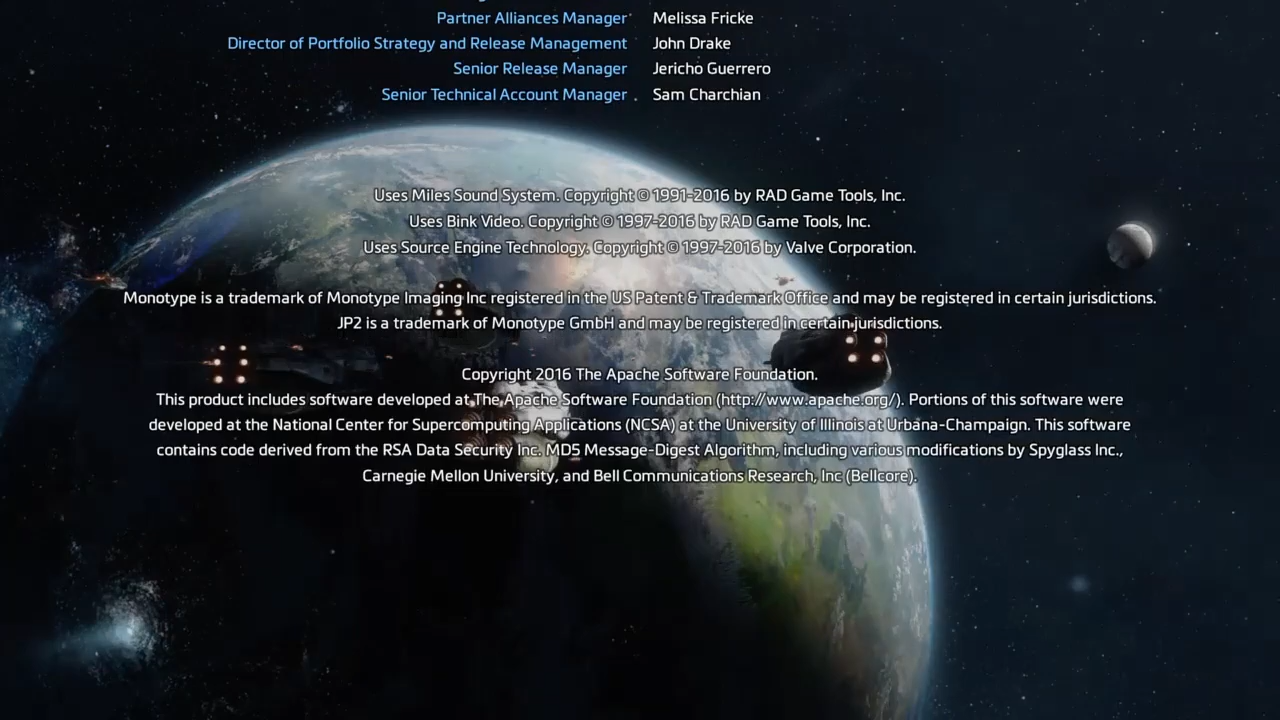 Partner Alliances Manager Melissa Fricke
Director of Portfolio Strategy and Release Management John Drake
Senior Release Manager Jericho Guerrero
Senior Technical Account Manager Sam Charchian
Uses Miles Sound System. Copyright © 1991-2016 by RAD Game Tools, Inc.
Uses Bink Video. Copyright © 1997-2016 by RAD Game Tools, Inc.
Uses Source Engine Technology. Copyright © 1997-2016 by Valve Corporation.
Monotype is a trademark of Monotype Imaging Inc registered in the US Patent & Trademark Office and may be registered in certain jurisdictions.
JP2 is a trademark of Monotype GmbH and may be registered in certain jurisdictions.
Copyright 2016 The Apache Software Foundation.
This product includes software developed at The Apache Software Foundation (http://www.apache.org/). Portions of this software were
developed at the National Center for Supercomputing Applications (NCSA) at the University of Illinois at Urbana-Champaign. This software
contains code derived from the RSA Data Security Inc. MD5 Message-Digest Algorithm, including various modifications by Spyglass Inc.,
Carnegie Mellon University, and Bell Communications Research, Inc (Bellcore).